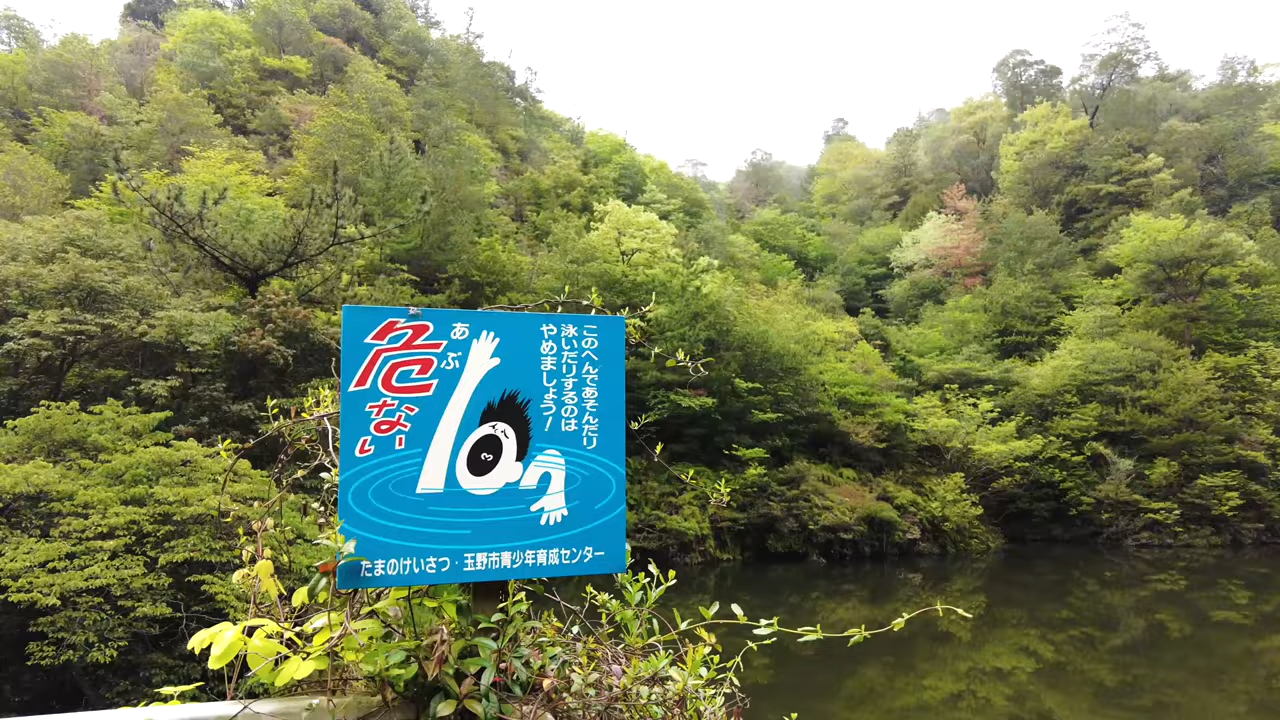 危ない
あぶ
このへんであそんだり
泳いだりするのは
やめましょう!
たまのけいさつ・玉野市青少年育成センター